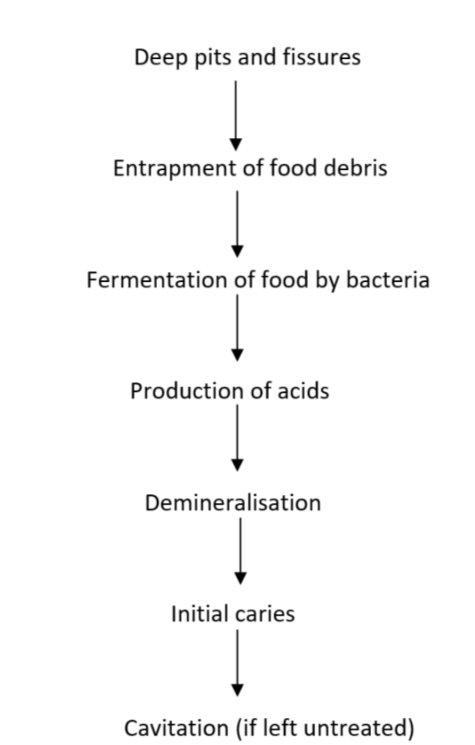 Deep pits and fissures
Entrapment of food debris
Fermentation of food by bacteria
Production of acids
Demineralisation
Initial caries
Cavitation (if left untreated)